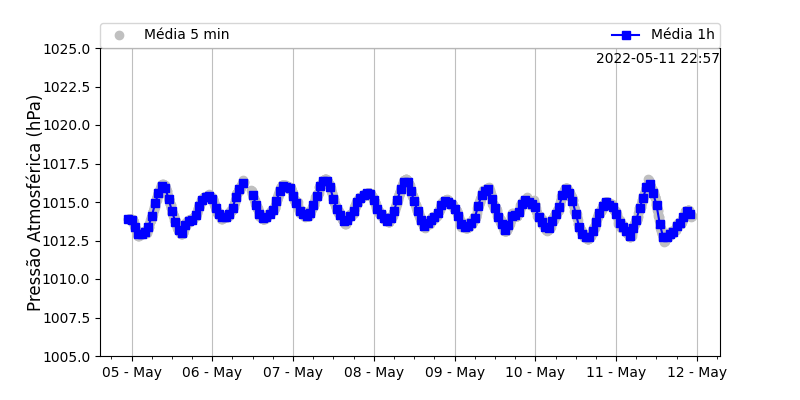 Média 5 min
Média 1h
2022-05-11 22:57
Pressão Atmosférica (hPa)
1025.0
1022.5
1020.0
1017.5
1015.0
1012.5
1010.0
1007.5
1005.0
05 - May
06 - May
07 - May
08 - May
09 - May
10 - May
11 - May
12 - May